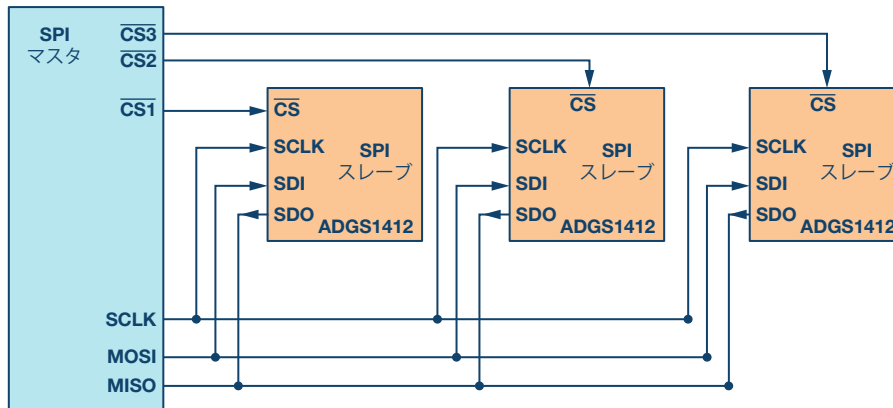 SPI
マスタ
CS3
CS2
CS1
SCLK
MOSI
MISO
CS
SCLK
SPI
スレーブ
SDI
SDO
ADGS1412
CS
SCLK
SPI
スレーブ
SDI
SDO
ADGS1412
CS
SCLK
SPI
スレーブ
SDI
SDO
ADGS1412